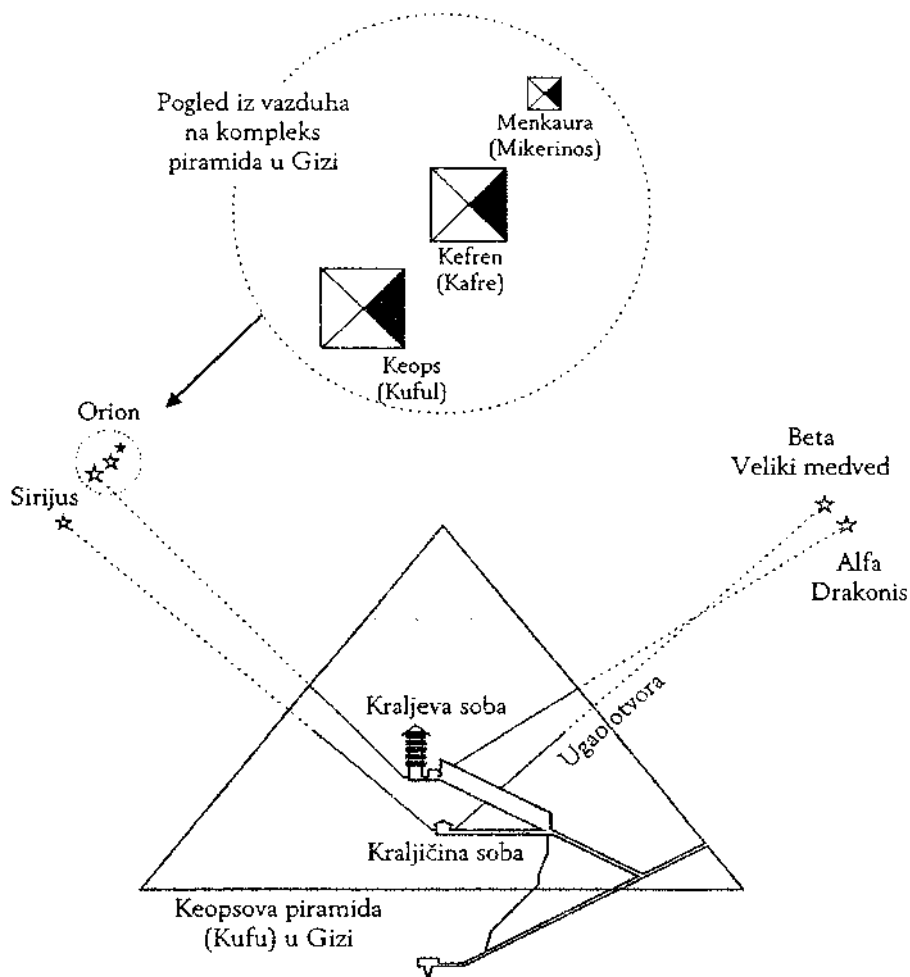 Pogled iz vazduha
na kompleks
piramida u Gizi
Menkaura
(Mikerinos)
Kefren
(Kafre)
Keops
(Kuful)
Orion
Sirijus
Beta
Veliki medved
Alfa
Drakonis
Kraljeva soba
Ugao otvora
Kraljičina soba
Keopsova piramida
(Kufu) u Gizi